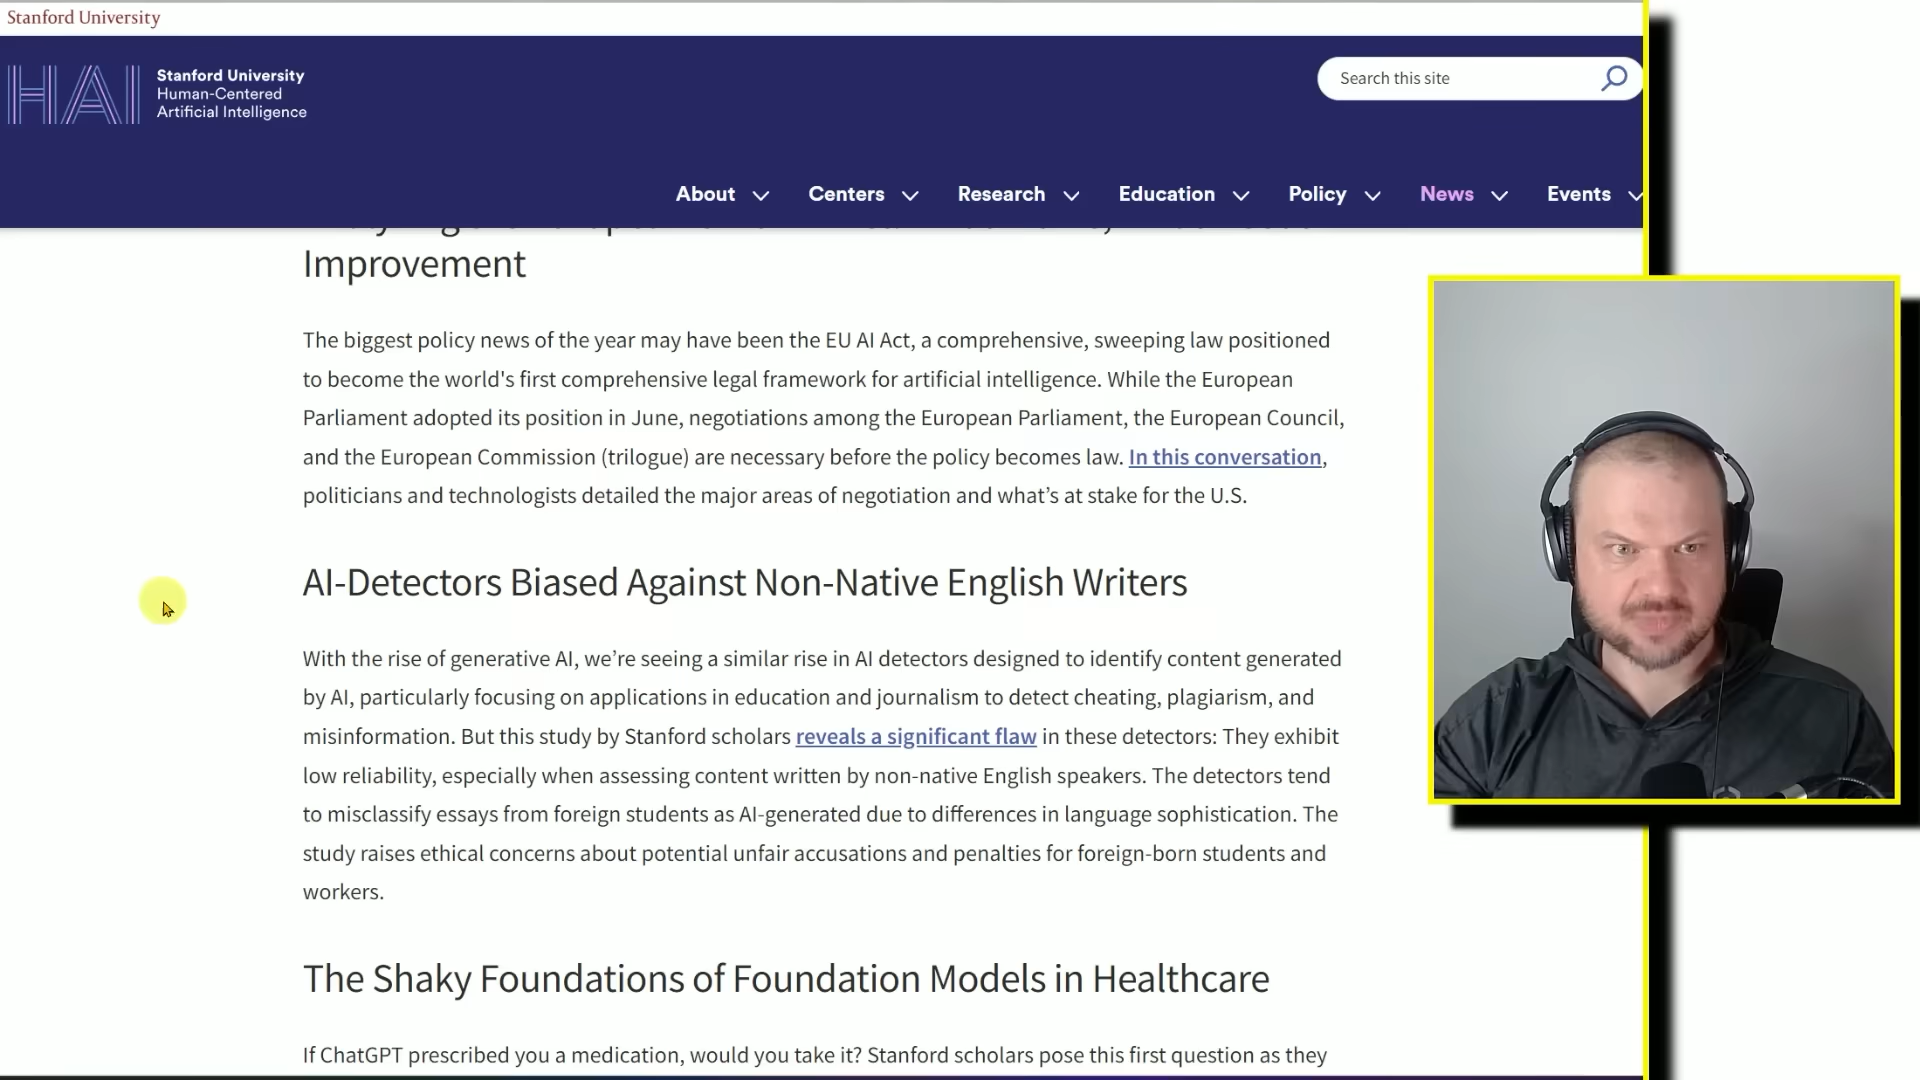 Stanford University
HAI
Stanford University
Human-Centered
Artificial Intelligence
Search this site
About
Centers
Research
Education
Policy
News
Events
Improvement
The biggest policy news of the year may have been the EU AI Act, a comprehensive, sweeping law positioned
to become the world's first comprehensive legal framework for artificial intelligence. While the European
Parliament adopted its position in June, negotiations among the European Parliament, the European Council,
and the European Commission (trilogue) are necessary before the policy becomes law. In this conversation,
politicians and technologists detailed the major areas of negotiation and what’s at stake for the U.S.
AI-Detectors Biased Against Non-Native English Writers
With the rise of generative AI, we’re seeing a similar rise in AI detectors designed to identify content generated
by AI, particularly focusing on applications in education and journalism to detect cheating, plagiarism, and
misinformation. But this study by Stanford scholars reveals a significant flaw in these detectors: They exhibit
low reliability, especially when assessing content written by non-native English speakers. The detectors tend
to misclassify essays from foreign students as AI-generated due to differences in language sophistication. The
study raises ethical concerns about potential unfair accusations and penalties for foreign-born students and
workers.
The Shaky Foundations of Foundation Models in Healthcare
If ChatGPT prescribed you a medication, would you take it? Stanford scholars pose this first question as they